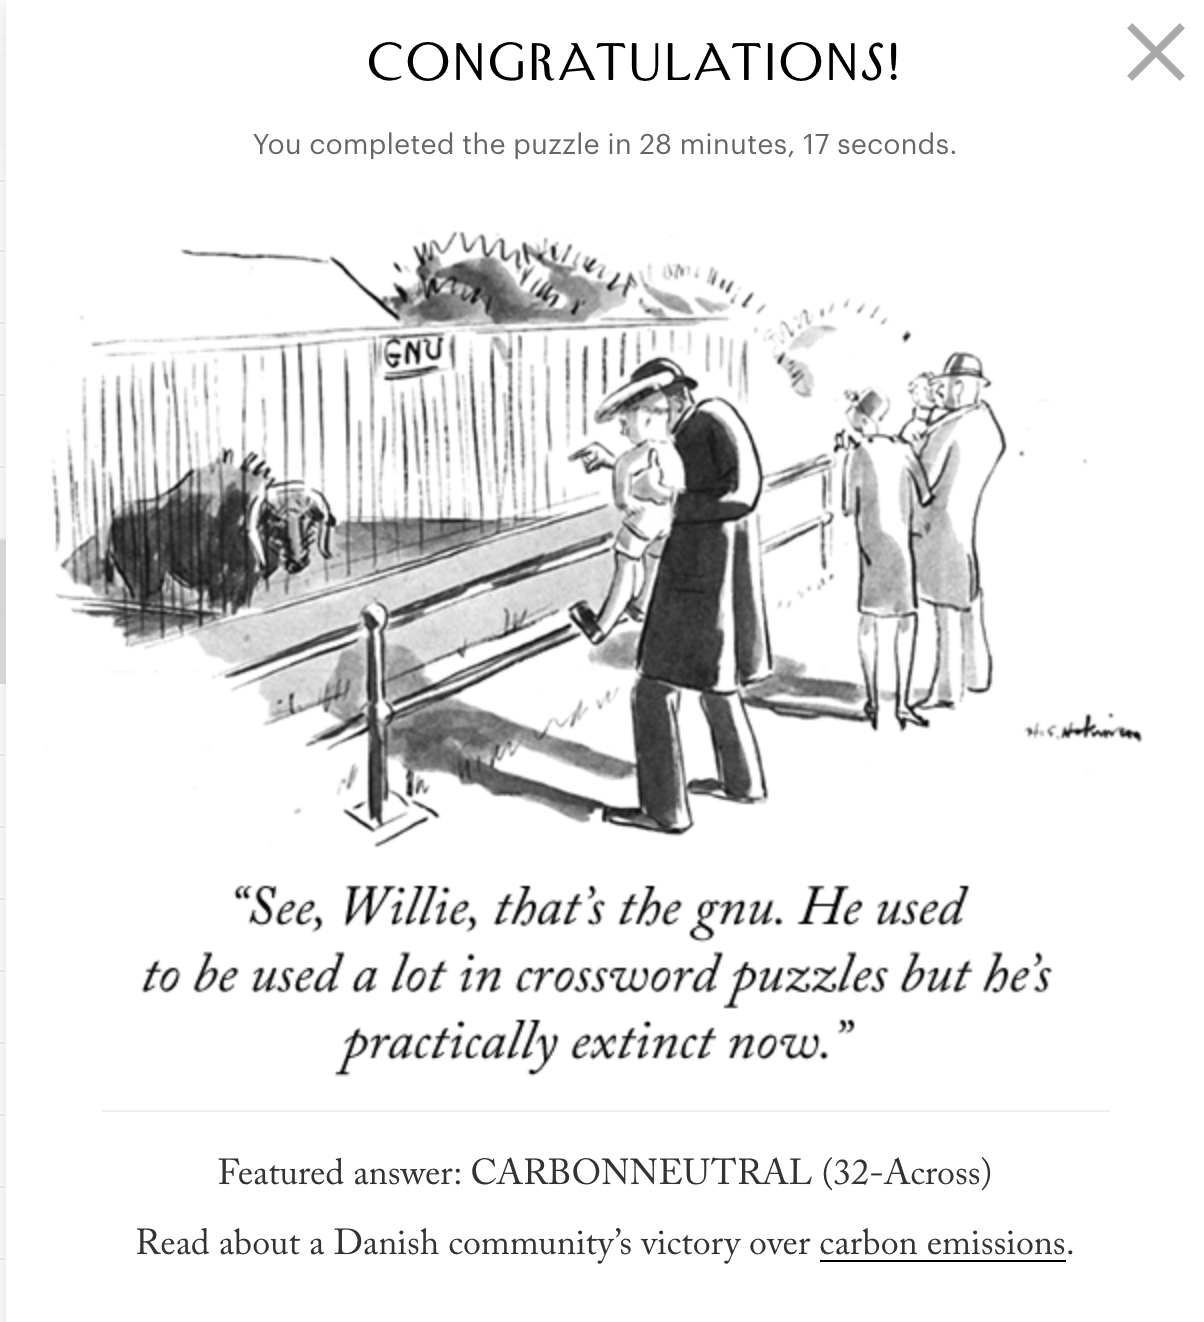 CONGRATULATIONS!
You completed the puzzle in 28 minutes, 17 seconds.
GNU
“See, Willie, that’s the gnu. He used
to be used a lot in crossword puzzles but he’s
practically extinct now.”
Featured answer: CARBONNEUTRAL (32-Across)
Read about a Danish community’s victory over carbon emissions.